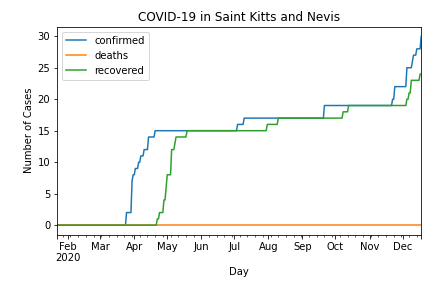 COVID-19 in Saint Kitts and Nevis
confirmed
deaths
recovered
Number of Cases
30
25
20
15
10
5
0
Feb Mar Apr May Jun Jul Aug Sep Oct Nov Dec
2020
Day